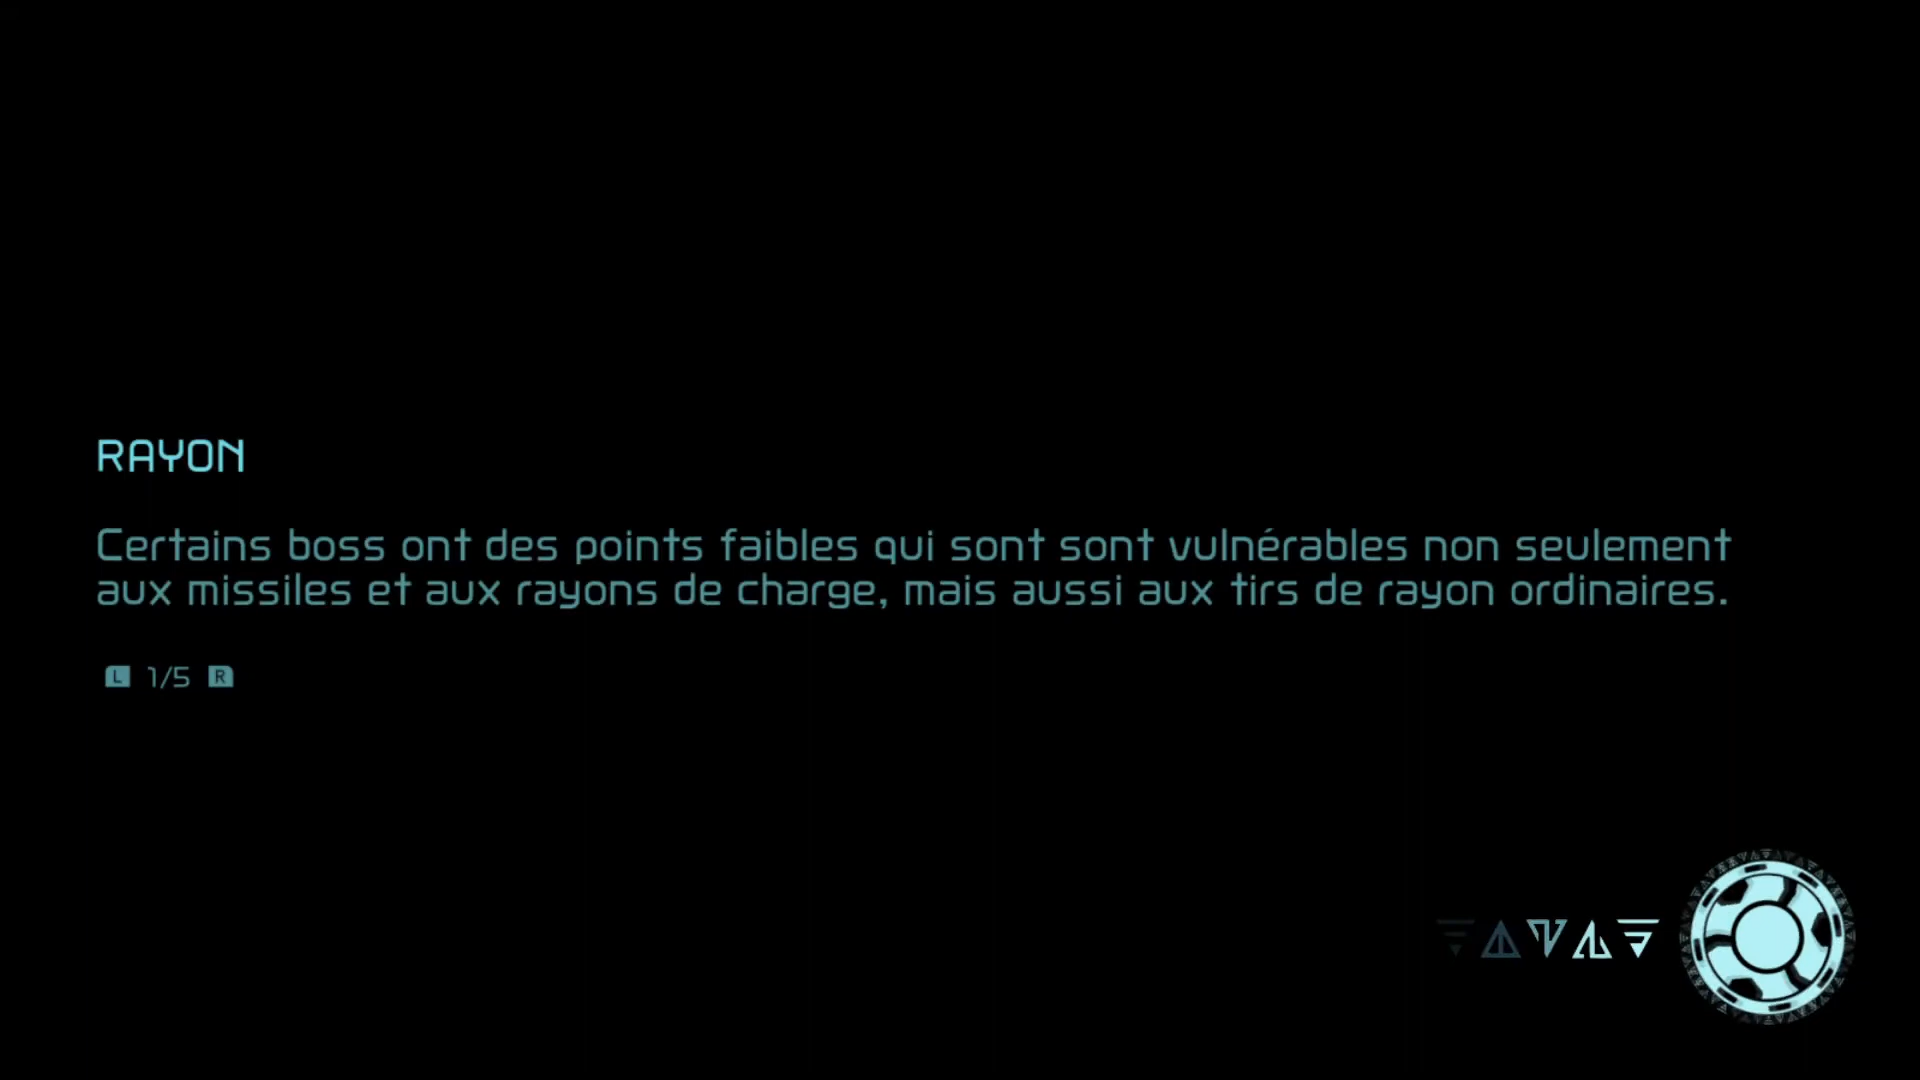 RAYON
Certains boss ont des points faibles qui sont sont vulnérables non seulement
aux missiles et aux rayons de charge, mais aussi aux tirs de rayon ordinaires.
L 1/5 R